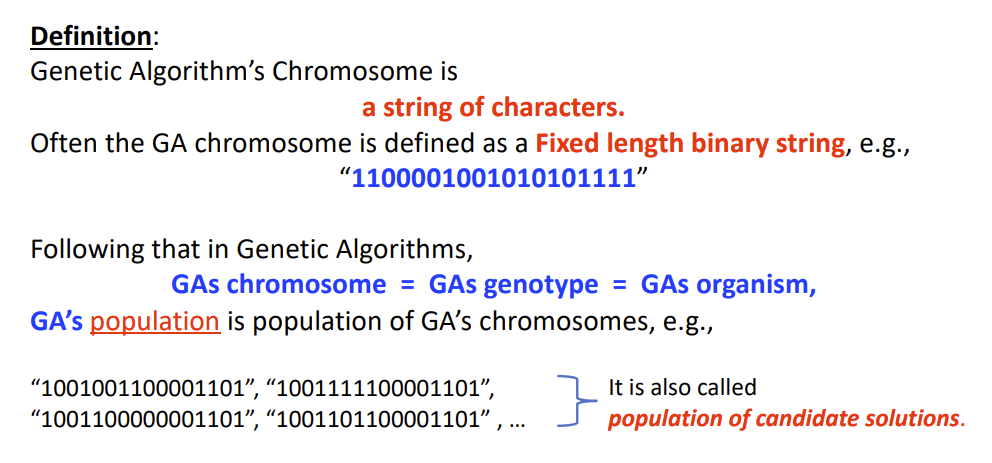 Definition:
Genetic Algorithm’s Chromosome is
a string of characters.
Often the GA chromosome is defined as a Fixed length binary string, e.g.,
“1100001001010101111”
Following that in Genetic Algorithms,
GAs chromosome = GAs genotype = GAs organism,
GA’s population is population of GA’s chromosomes, e.g.,
“1001001100001101”, “1001111100001101”,
“1001100000001101”, “1001101100001101” , ...
It is also called
population of candidate solutions.